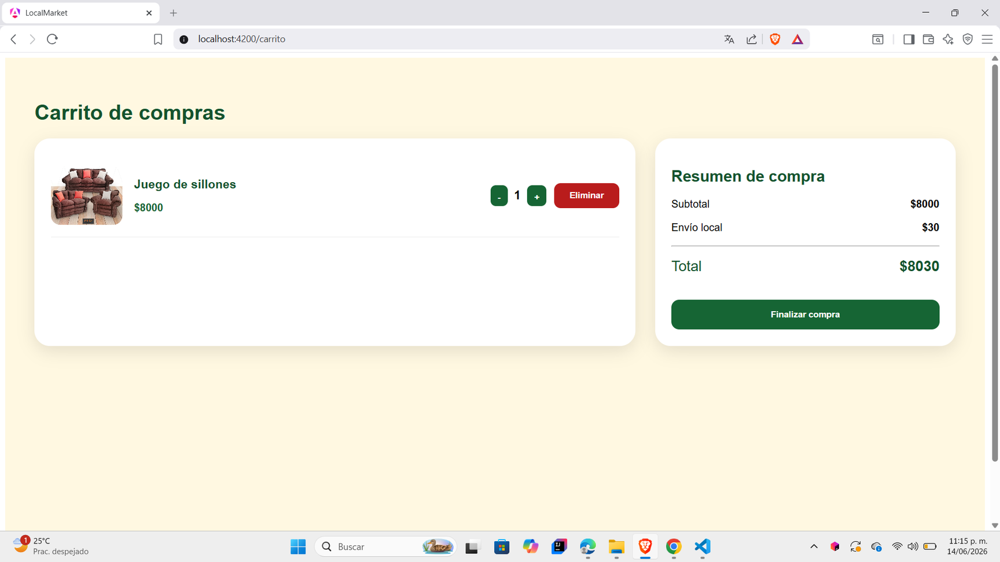 LocalMarket
localhost:4200/carrito
Carrito de compras
Juego de sillones
$8000
- 1 + Eliminar
Resumen de compra
Subtotal $8000
Envío local $30
Total $8030
Finalizar compra
1
25°C
Prac. despejado
Buscar
11:15 p. m.
14/06/2026